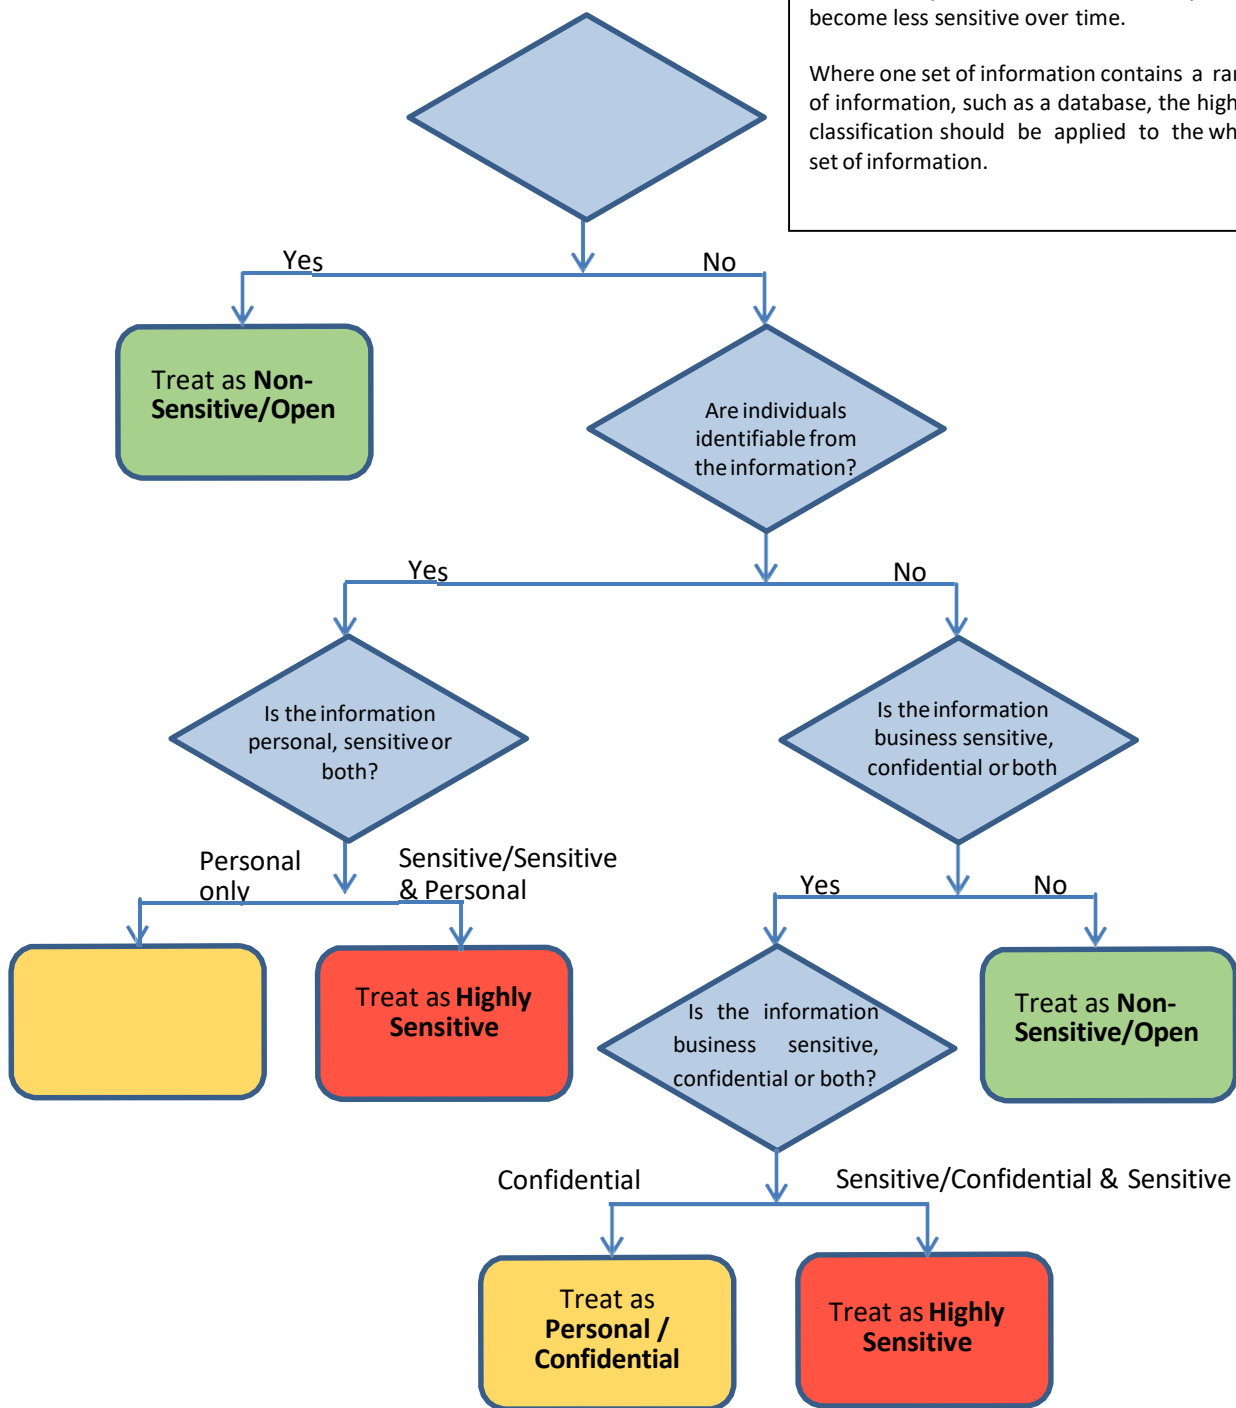 become less sensitive over time.
Where one set of information contains a
of information, such as a database, the
classification should be applied to the
set of information.
Yes
No
Treat as Non-
Sensitive/Open
Are individuals
identifiable from
the information?
Yes
No
Is the information
personal, sensitive or
both?
Is the information
business sensitive,
confidential or both
Personal
only
Sensitive/Sensitive
& Personal
Yes
No
Treat as Highly
Sensitive
Is the information
business sensitive,
confidential or both?
Treat as Non-
Sensitive/Open
Confidential
Sensitive/Confidential & Sensitive
Treat as
Personal /
Confidential
Treat as Highly
Sensitive